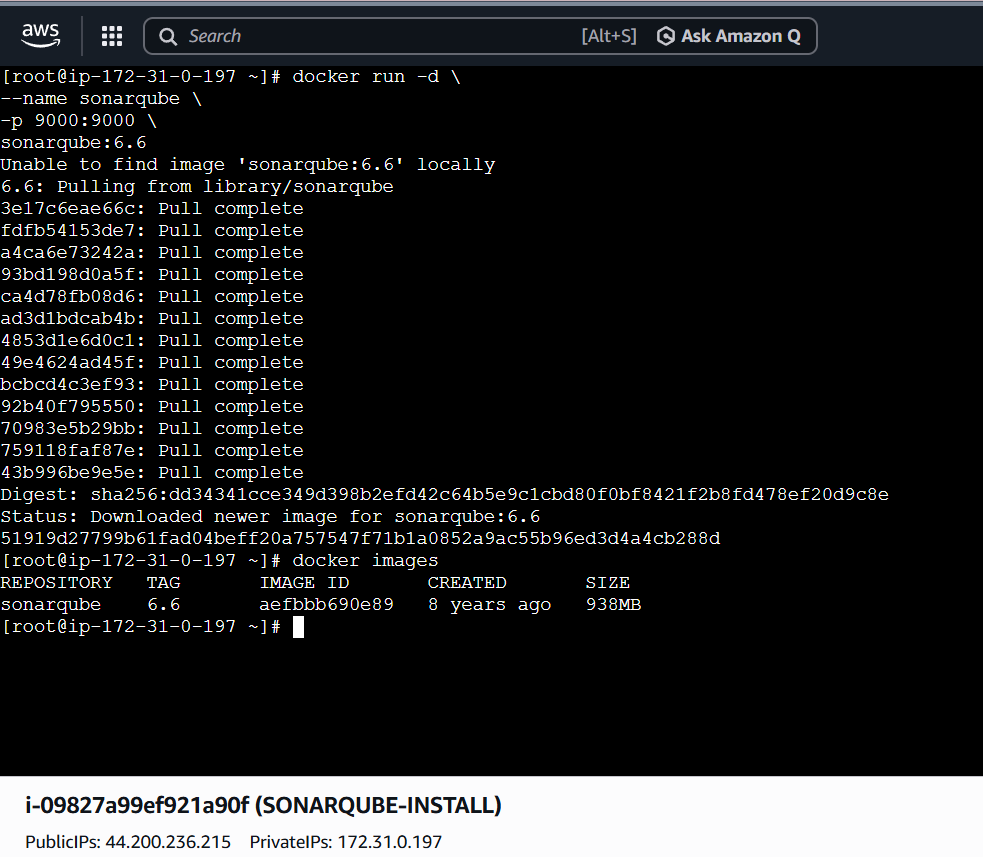 aws
Search [Alt+S] Ask Amazon Q
[root@ip-172-31-0-197 ~]# docker run -d \
--name sonarqube \
-p 9000:9000 \
sonarqube:6.6
Unable to find image 'sonarqube:6.6' locally
6.6: Pulling from library/sonarqube
3e17c6eae66c: Pull complete
fdfb54153de7: Pull complete
a4ca6e73242a: Pull complete
93bd198d0a5f: Pull complete
ca4d78fb08d6: Pull complete
ad3d1bdcab4b: Pull complete
4853d1e6d0c1: Pull complete
49e4624ad45f: Pull complete
bcbcd4c3ef93: Pull complete
92b40f795550: Pull complete
70983e5b29bb: Pull complete
759118faf87e: Pull complete
43b996be9e5e: Pull complete
Digest: sha256:dd34341cce349d398b2efd42c64b5e9c1cbd80f0bf8421f2b8fd478ef20d9c8e
Status: Downloaded newer image for sonarqube:6.6
51919d27799b61fad04beff20a757547f71b1a0852a9ac55b96ed3d4a4cb288d
[root@ip-172-31-0-197 ~]# docker images
REPOSITORY TAG IMAGE ID CREATED SIZE
sonarqube 6.6 aefbbb690e89 8 years ago 938MB
[root@ip-172-31-0-197 ~]#
i-09827a99ef921a90f (SONARQUBE-INSTALL)
PublicIPs: 44.200.236.215 PrivateIPs: 172.31.0.197